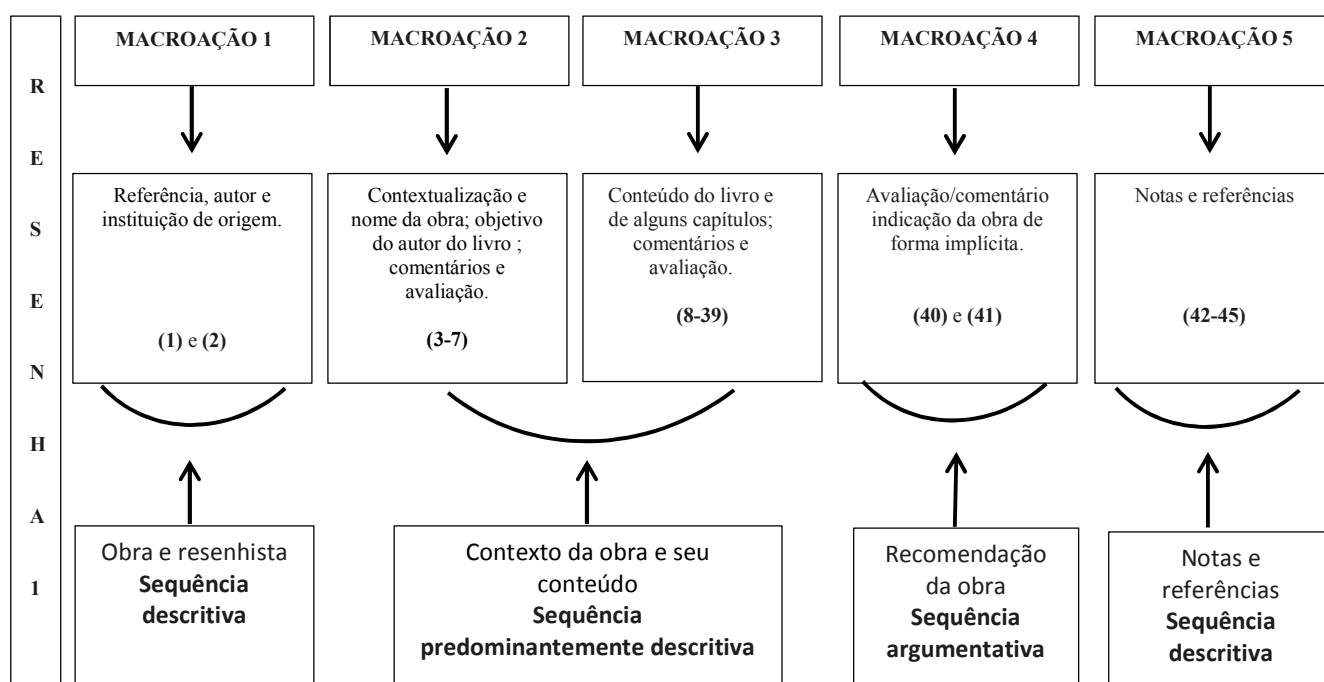 R
E
S
E
N
H
A
1
MACROAÇÃO 1
MACROAÇÃO 2
MACROAÇÃO 3
MACROAÇÃO 4
MACROAÇÃO 5
Referência, autor e
instituição de origem.
(1) e (2)
Contextualização e
nome da obra; objetivo
do autor do livro ;
comentários e
avaliação.
(3-7)
Conteúdo do livro e
de alguns capítulos;
comentários e
avaliação.
(8-39)
Avaliação/comentário
indicação da obra de
forma implícita.
(40) e (41)
Notas e referências
(42-45)
Obra e resenhista
Sequência
descritiva
Contexto da obra e seu
conteúdo
Sequência
predominantemente descritiva
Recomendação
da obra
Sequência
argumentativa
Notas e
referências
Sequência
descritiva